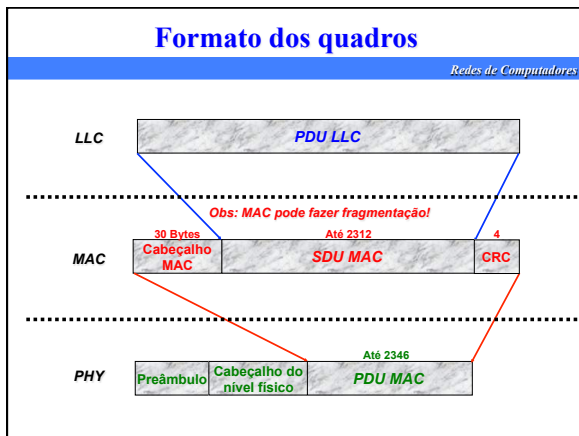 Formato dos quadros
Redes de Computadores
LLC
PDU LLC
Obs: MAC pode fazer fragmentação!
30 Bytes
Até 2312
4
MAC
Cabeçalho
MAC
SDU MAC
CRC
Até 2346
PHY
Preâmbulo
Cabeçalho do
nível físico
PDU MAC